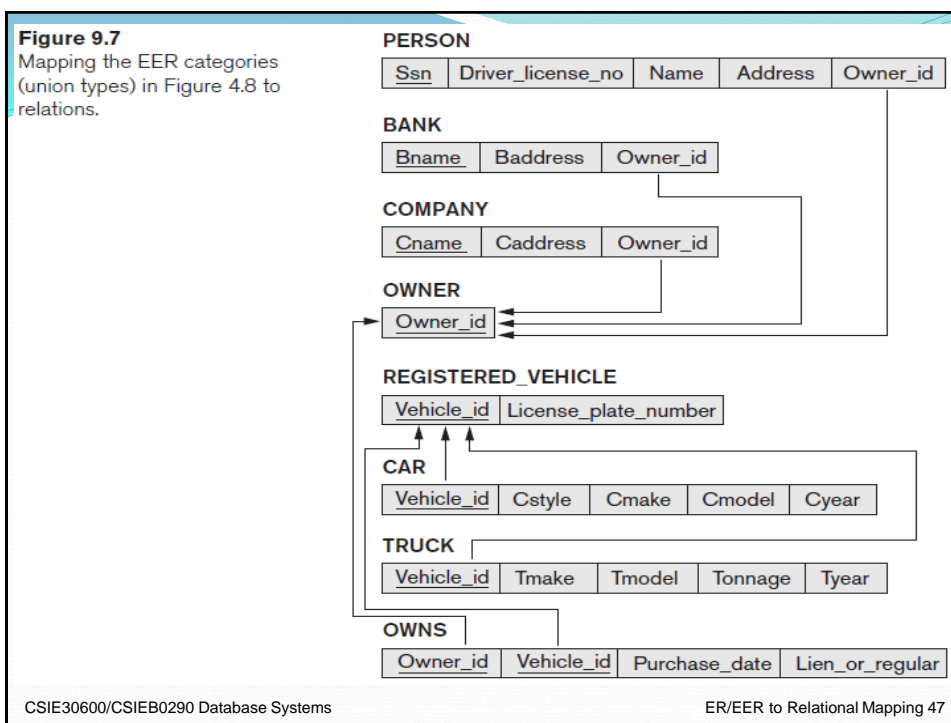 Figure 9.7
Mapping the EER categories
(union types) in Figure 4.8 to
relations.
PERSON
Ssn Driver_license_no Name Address Owner_id
BANK
Bname Baddress Owner_id
COMPANY
Cname Caddress Owner_id
OWNER
Owner_id
REGISTERED_VEHICLE
Vehicle_id License_plate_number
CAR
Vehicle_id Cstyle Cmake Cmodel Cyear
TRUCK
Vehicle_id Tmake Tmodel Tonnage Tyear
OWNS
Owner_id Vehicle_id Purchase_date Lien_or_regular
CSIE30600/CSIEB0290 Database Systems ER/EER to Relational Mapping 47